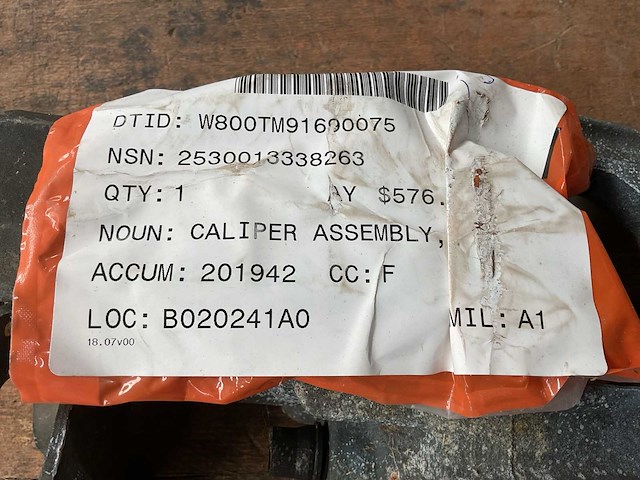 DTID: W800TM91690075
NSN: 2530013338263
QTY: 1 AY $576.
NOUN: CALIPER ASSEMBLY,
ACCUM: 201942 CC: F
LOC: B020241A0 MIL: A1
18.07v00